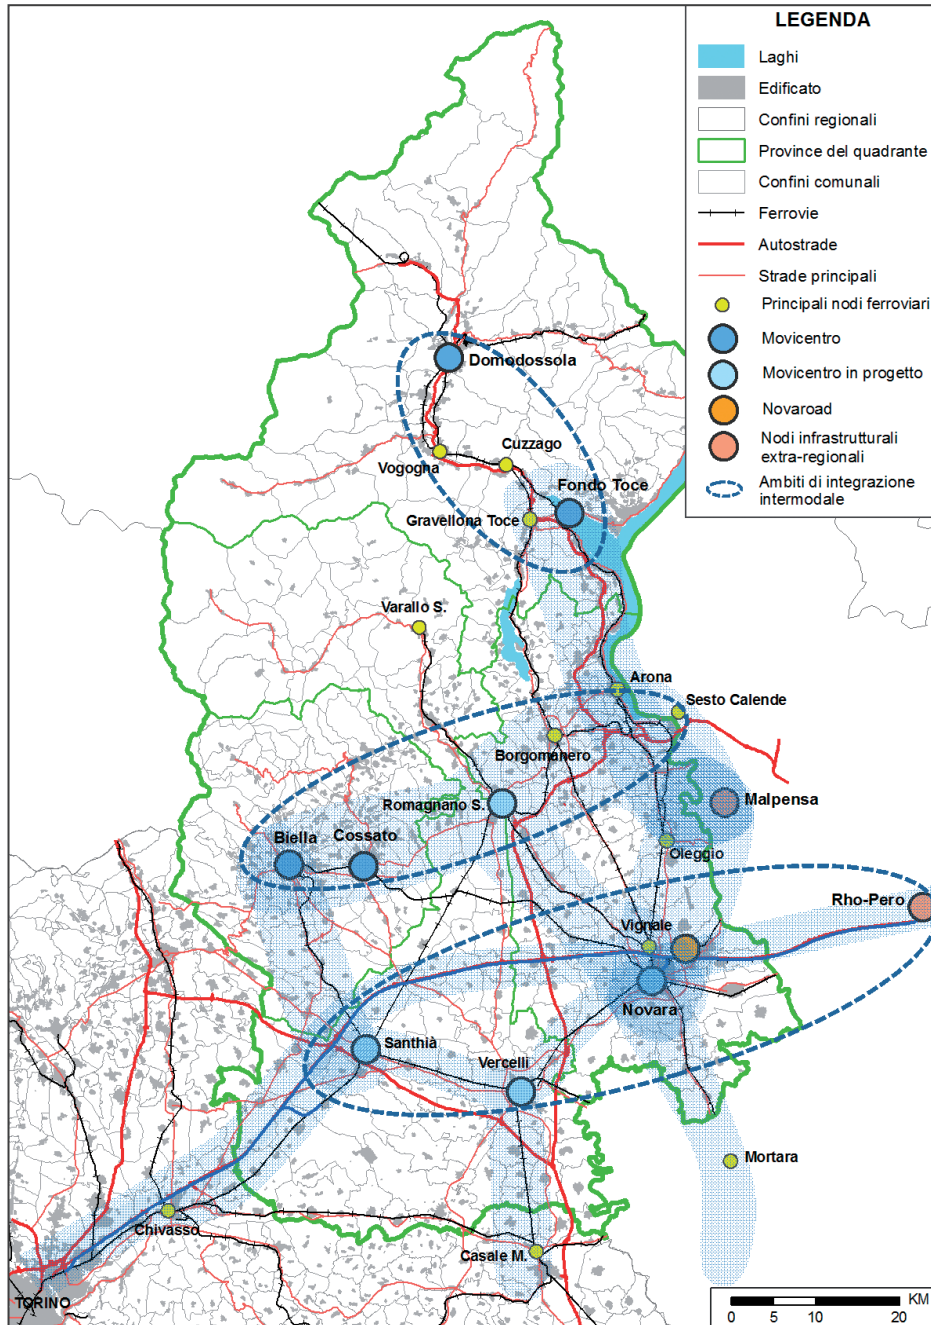 LEGENDA
Laghi
Edificato
Confini regionali
Province del quadrante
Confini comunali
Ferrovie
Autostrade
Strade principali
Principali nodi ferroviari
Movicentro
Movicentro in progetto
Novaroad
Nodi infrastrutturali
extra-regionali
Ambiti di integrazione
intermodale
Domodossola
Cuzzago
Vogogna
Fondo Toce
Gravellona Toce
Varallo S.
Arona
Sesto Calende
Borgomanero
Romagnano S.
Malpensa
Biella
Cossato
Oleggio
Rho-Pero
Vignale
Novara
Santhià
Vercelli
Mortara
Chivasso
Casale M.
TORINO
KM
0 5 10 20